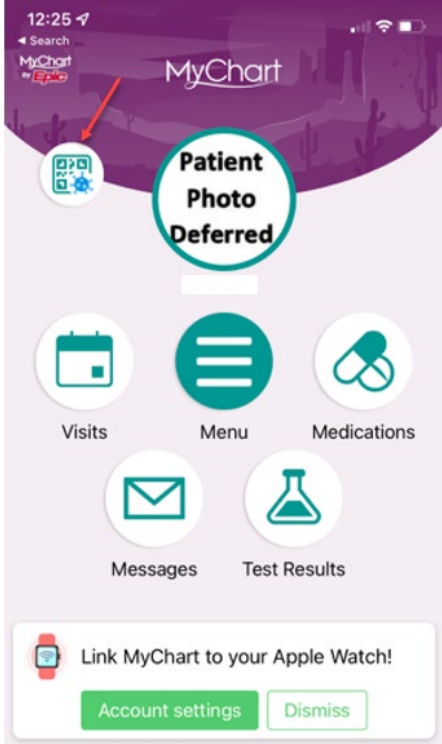 12:25
◄ Search
MyChart
by Epic
MyChart
Patient
Photo
Deferred
Visits
Menu
Medications
Messages
Test Results
Link MyChart to your Apple Watch!
Account settings
Dismiss